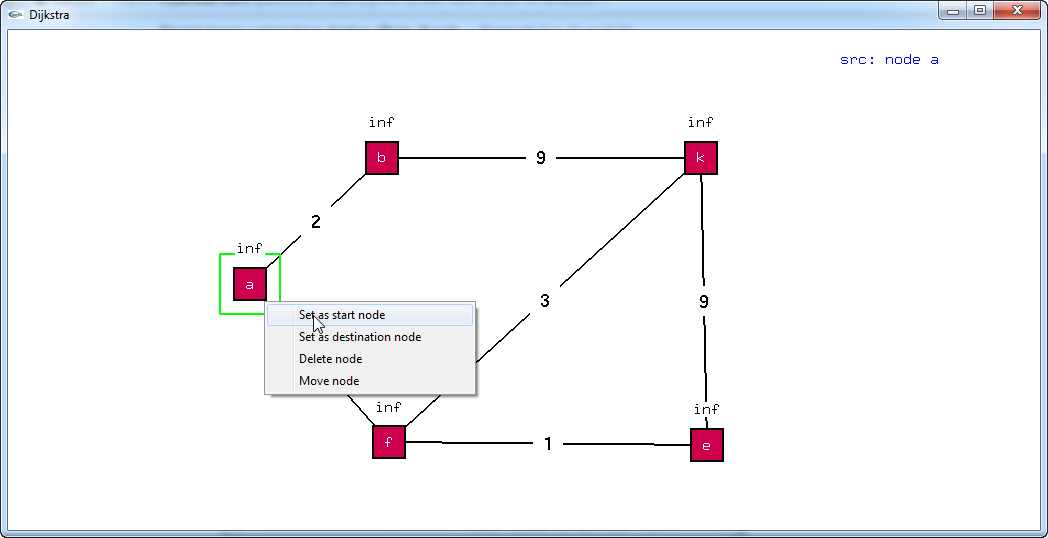 Dijkstra
src: node a
inf
inf
b
9
k
2
inf
a
3
9
Set as start node
Set as destination node
Delete node
Move node
inf
inf
f
1
e